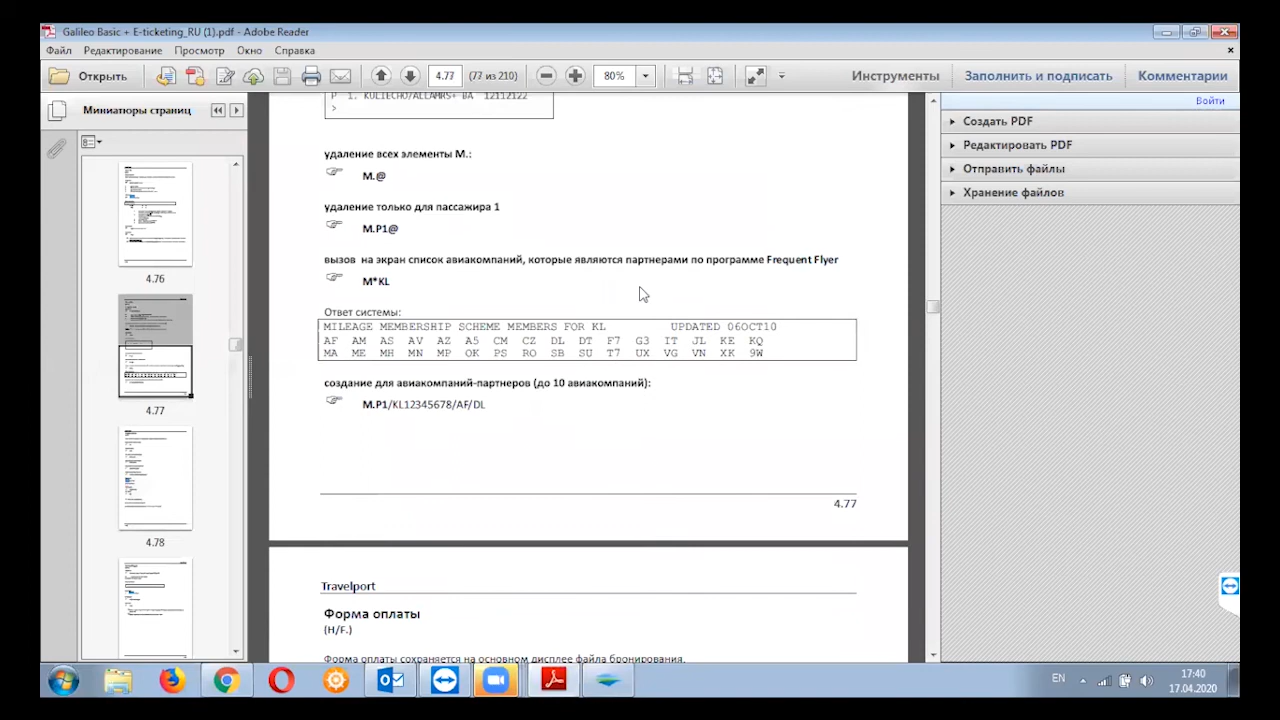 Galileo Basic + E-ticketing_RU (1).pdf - Adobe Reader
Файл Редактирование Просмотр Окно Справка
Открыть 4.77 (77 из 210) 80% Инструменты Заполнить и подписать Комментарии
Миниатюры страниц
4.76
4.77
4.78
P 1. KULIECHO/ALLAMRS+ BA 12112122
>
удаление всех элементы М.:
M.@
удаление только для пассажира 1
M.P1@
вызов на экран список авиакомпаний, которые являются партнерами по программе Frequent Flyer
M*KL
Ответ системы:
MILEAGE MEMBERSHIP SCHEME MEMBERS FOR KL UPDATED 06OCT10
AF AM AS AV AZ A5 CM CZ DL DT F7 G3 IT JL KE KQ
MA ME MH MN MP OK PS RO SB SU T7 UX VG VN XK 9W
создание для авиакомпаний-партнеров (до 10 авиакомпаний):
M.P1/KL12345678/AF/DL
4.77
Travelport
Форма оплаты
(H/F.)
Форма оплаты сохраняется на основном дисплее файла бронирования.
Войти
Создать PDF
Редактировать PDF
Отправить файлы
Хранение файлов
EN 17:40
17.04.2020